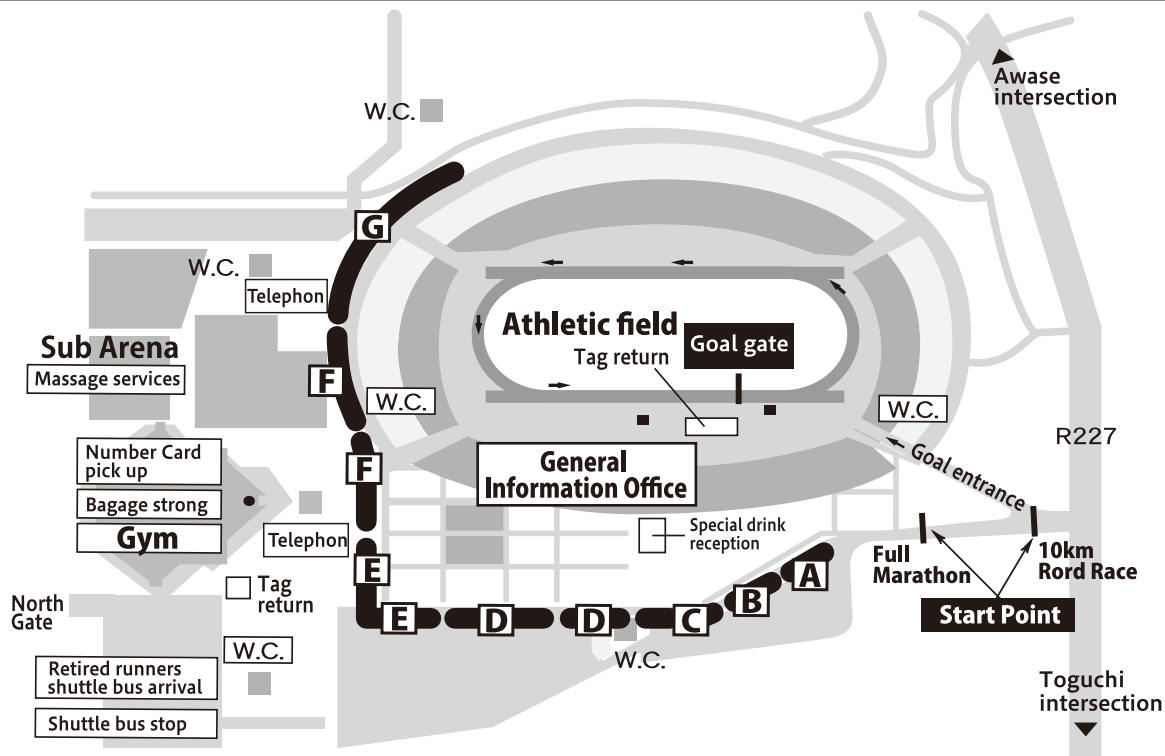 W.C.
Awase
intersection
G
W.C.
Telephon
Athletic field
Goal gate
Tag return
Sub Arena
Massage services
F
W.C.
W.C.
R227
Number Card
pick up
Bagage strong
Gym
F
General
Information Office
Goal entrance
Telephon
Special drink
reception
Full
Marathon
10km
Rord Race
E
A
B
Tag
return
North
Gate
E
D
D
C
Start Point
W.C.
W.C.
Retired runners
shuttle bus arrival
Shuttle bus stop
Toguchi
intersection